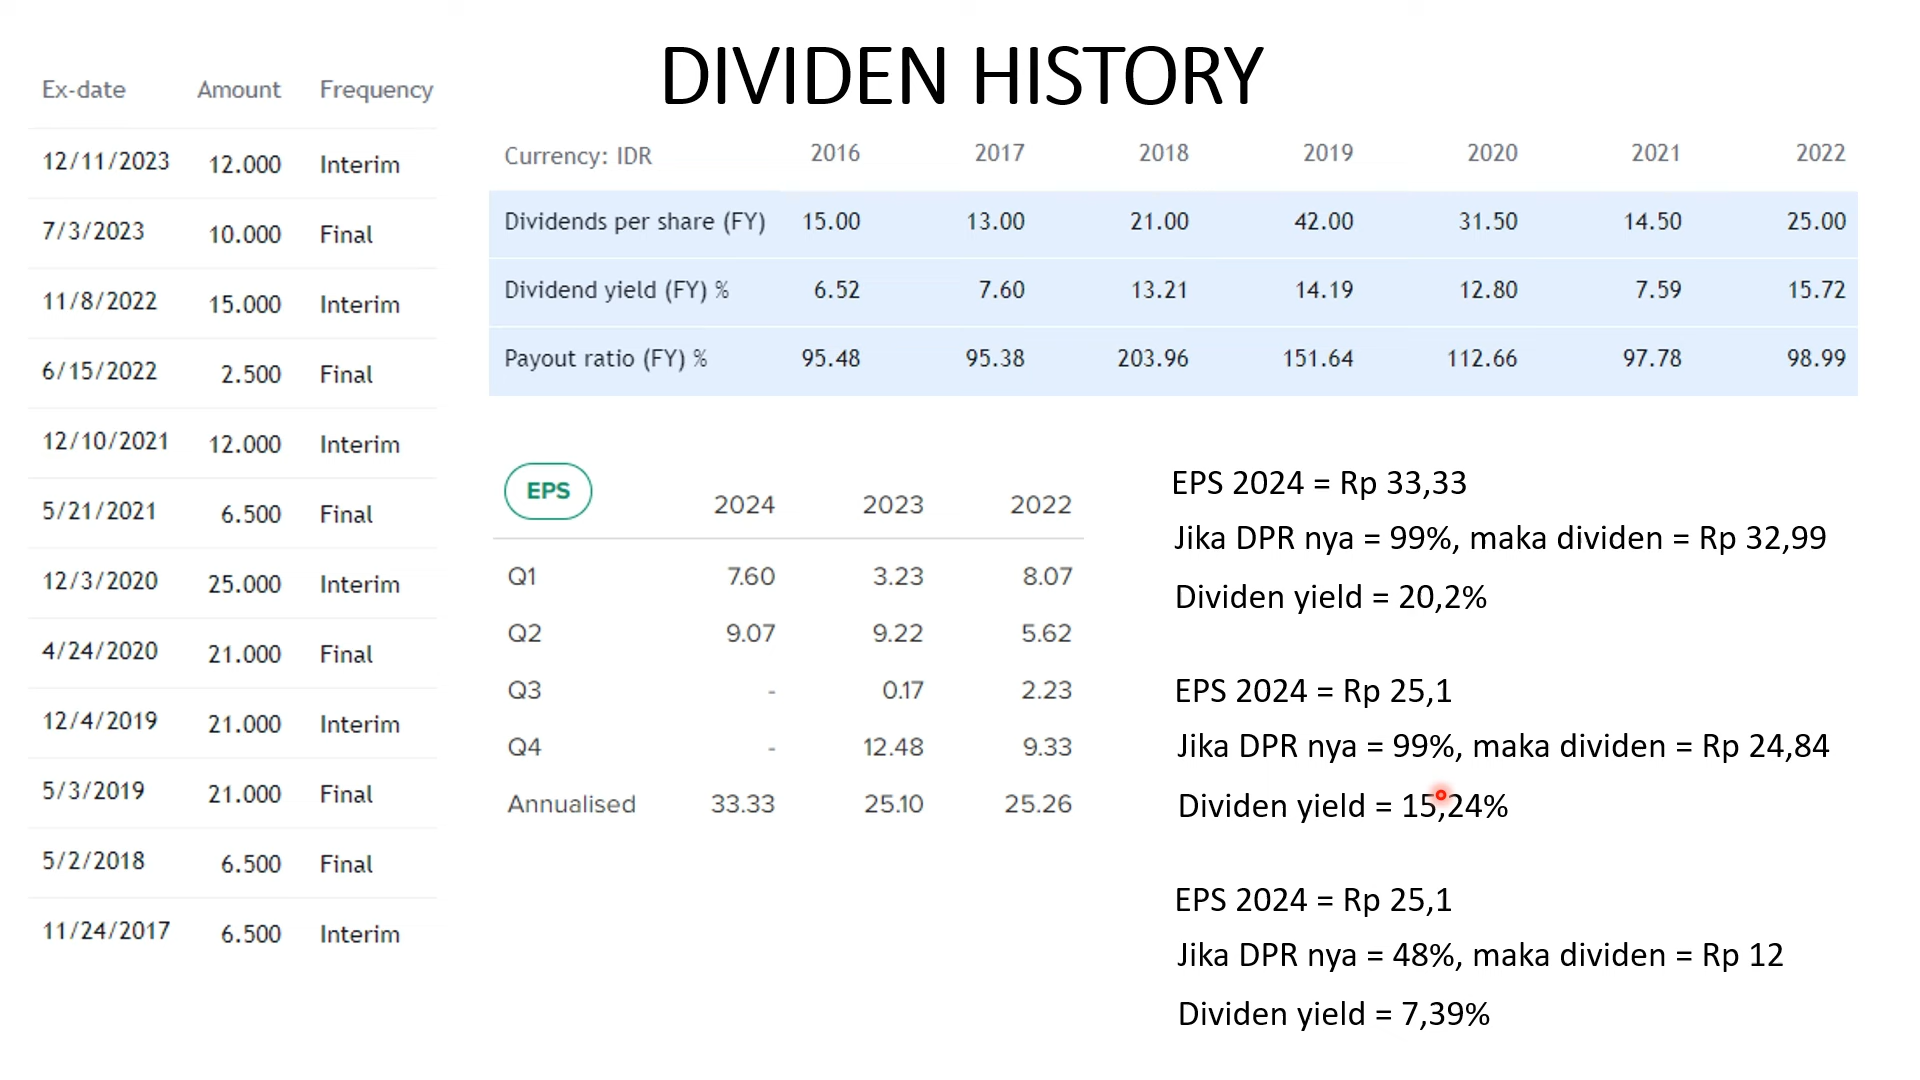 DIVIDEN HISTORY
Ex-date Amount Frequency
12/11/2023 12.000 Interim
7/3/2023 10.000 Final
11/8/2022 15.000 Interim
6/15/2022 2.500 Final
12/10/2021 12.000 Interim
5/21/2021 6.500 Final
12/3/2020 25.000 Interim
4/24/2020 21.000 Final
12/4/2019 21.000 Interim
5/3/2019 21.000 Final
5/2/2018 6.500 Final
11/24/2017 6.500 Interim
Currency: IDR 2016 2017 2018 2019 2020 2021 2022
Dividends per share (FY) 15.00 13.00 21.00 42.00 31.50 14.50 25.00
Dividend yield (FY) % 6.52 7.60 13.21 14.19 12.80 7.59 15.72
Payout ratio (FY) % 95.48 95.38 203.96 151.64 112.66 97.78 98.99
EPS 2024 2023 2022
Q1 7.60 3.23 8.07
Q2 9.07 9.22 5.62
Q3 - 0.17 2.23
Q4 - 12.48 9.33
Annualised 33.33 25.10 25.26
EPS 2024 = Rp 33,33
Jika DPR nya = 99%, maka dividen = Rp 32,99
Dividen yield = 20,2%
EPS 2024 = Rp 25,1
Jika DPR nya = 99%, maka dividen = Rp 24,84
Dividen yield = 15,24%
EPS 2024 = Rp 25,1
Jika DPR nya = 48%, maka dividen = Rp 12
Dividen yield = 7,39%